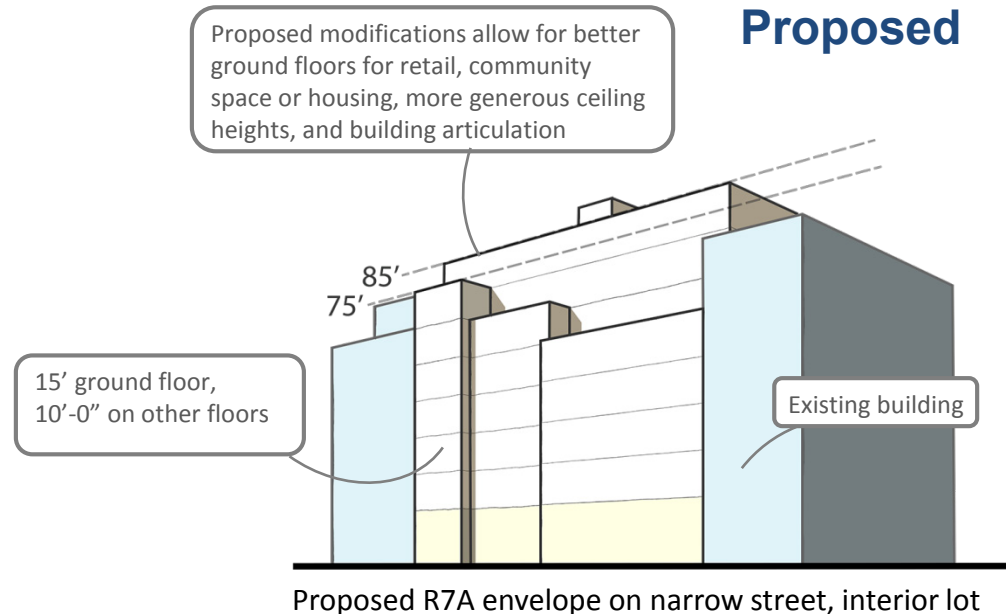 Proposed
Proposed modifications allow for better
ground floors for retail, community
space or housing, more generous ceiling
heights, and building articulation
85’
75’
15’ ground floor,
10’-0” on other floors
Existing building
Proposed R7A envelope on narrow street, interior lot